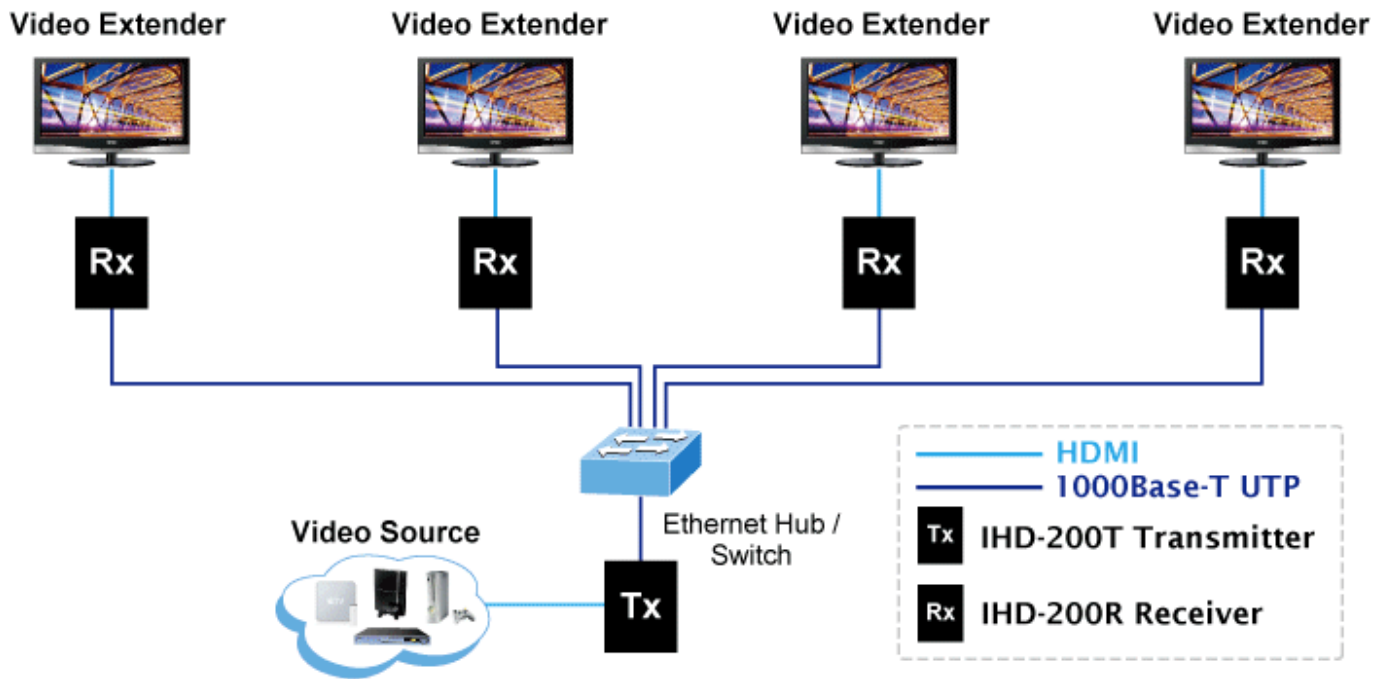 Video Extender
Video Extender
Video Extender
Video Extender
Rx
Rx
Rx
Rx
Ethernet Hub /
Switch
Video Source
Tx
HDMI
1000Base-T UTP
Tx IHD-200T Transmitter
Rx IHD-200R Receiver